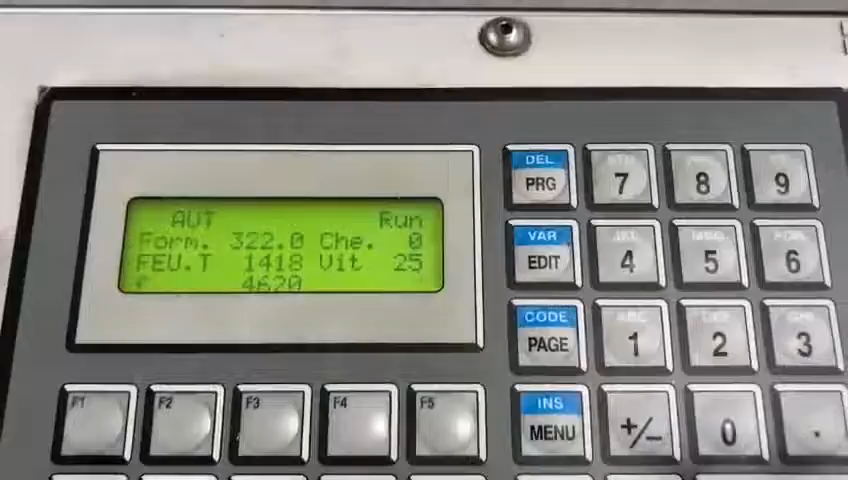 AUT Run
Form. 322.0 Che. 0
FEU.T 1418 Vit 25
4620
DEL
PRG
7
8
9
VAR
EDIT
4
5
6
CODE
PAGE
1
2
3
F1
F2
F3
F4
F5
INS
MENU
+/-
0
.